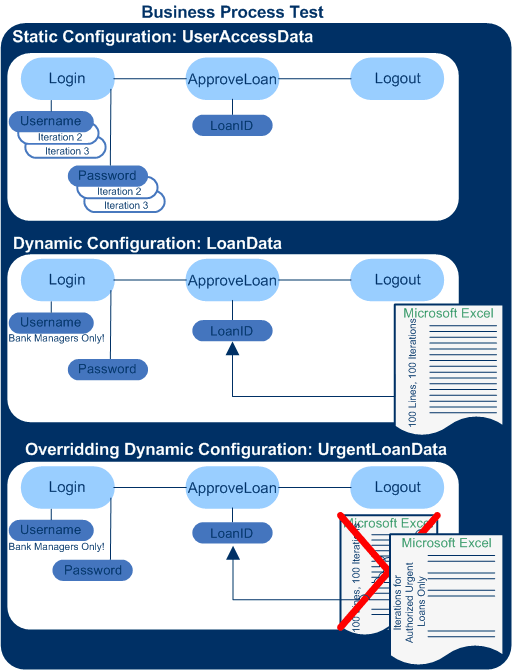 Business Process Test
Static Configuration: UserAccessData
Login
ApproveLoan
Logout
Username
LoanID
Iteration 2
Iteration 3
Password
Iteration 2
Iteration 3
Dynamic Configuration: LoanData
Login
ApproveLoan
Logout
Username
LoanID
Bank Managers Only!
Password
Microsoft Excel
100 Lines, 100 Iterations
Overridding Dynamic Configuration: UrgentLoanData
Login
ApproveLoan
Logout
Username
LoanID
Bank Managers Only!
Password
Microsoft Excel
100 Lines, 100 Iterations
Microsoft Excel
Iterations for
Authorized Urgent
Loans Only